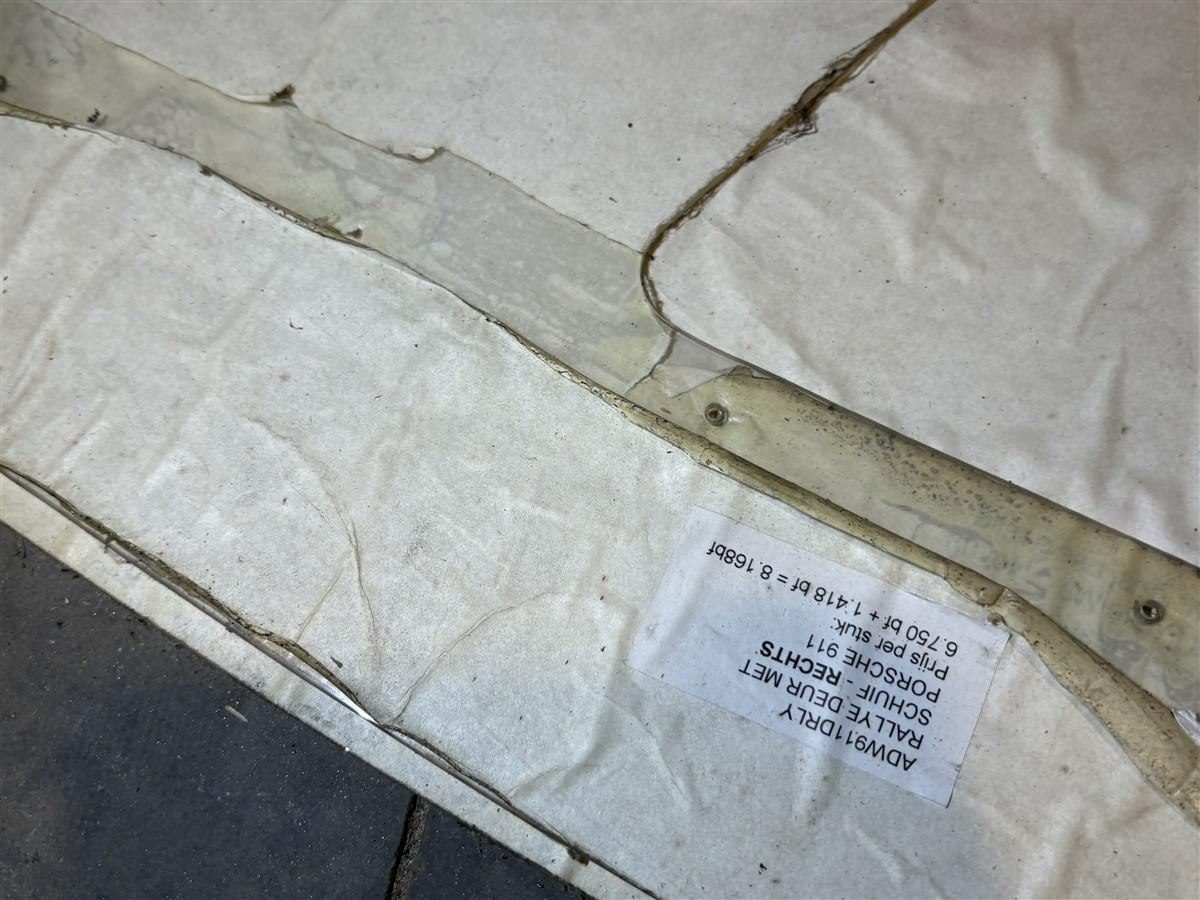 ADW911DRLY
RALLYE DEUR MET
SCHUIF - RECHTS
PORSCHE 911
Prijs per stuk:
6.750 bf + 1.418 bf = 8.168bf